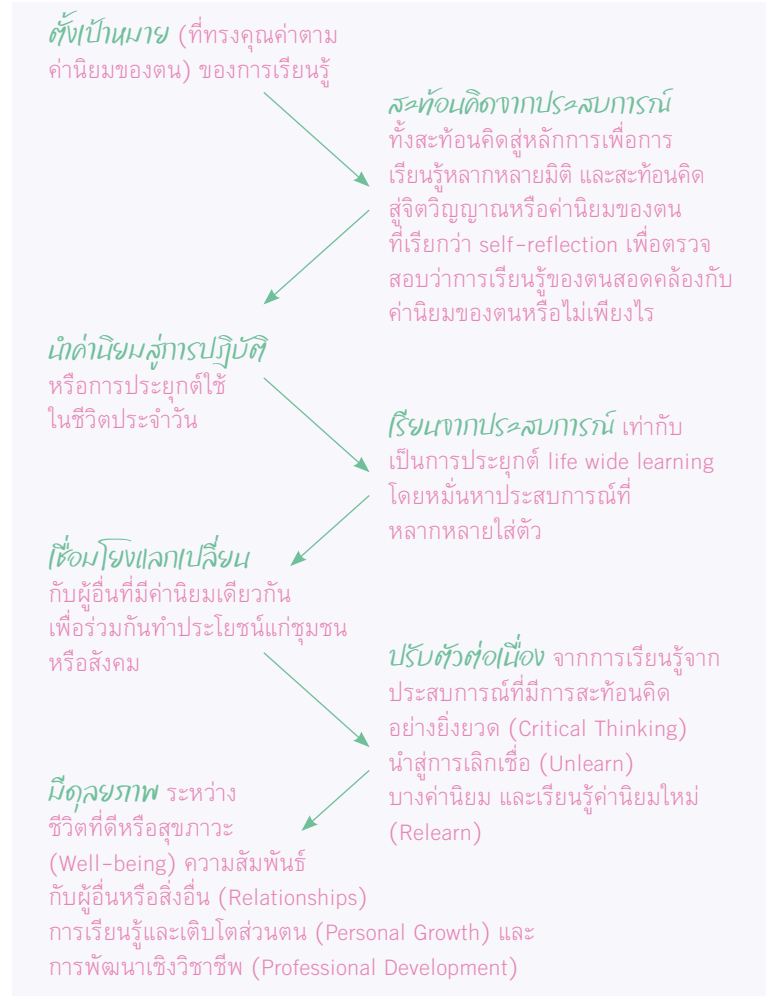 ตั้งเป้าหมาย (ที่ทรงคุณค่าตาม
ค่านิยมของตน) ของการเรียนรู้
สะท้อนคิดจากประสบการณ์
ทั้งสะท้อนคิดสู่หลักการเพื่อการ
เรียนรู้หลากหลายมิติ และสะท้อนคิด
สู่จิตวิญญาณหรือค่านิยมของตน
ที่เรียกว่า self-reflection เพื่อตรวจ
สอบว่าการเรียนรู้ของตนสอดคล้องกับ
ค่านิยมของตนหรือไม่เพียงไร
นำค่านิยมสู่การปฏิบัติ
หรือการประยุกต์ใช้
ในชีวิตประจำวัน
เรียนจากประสบการณ์ เท่ากับ
เป็นการประยุกต์ life wide learning
โดยหมั่นหาประสบการณ์ที่
หลากหลายใส่ตัว
เชื่อมโยงแลกเปลี่ยน
กับผู้อื่นที่มีค่านิยมเดียวกัน
เพื่อร่วมกันทำประโยชน์แก่ชุมชน
หรือสังคม
ปรับตัวต่อเนื่อง จากการเรียนรู้จาก
ประสบการณ์ที่มีการสะท้อนคิด
อย่างยิ่งยวด (Critical Thinking)
นำสู่การเลิกเชื่อ (Unlearn)
บางค่านิยม และเรียนรู้ค่านิยมใหม่
(Relearn)
มีดุลยภาพ ระหว่าง
ชีวิตที่ดีหรือสุขภาวะ
(Well-being) ความสัมพันธ์
กับผู้อื่นหรือสิ่งอื่น (Relationships)
การเรียนรู้และเติบโตส่วนตน (Personal Growth) และ
การพัฒนาเชิงวิชาชีพ (Professional Development)